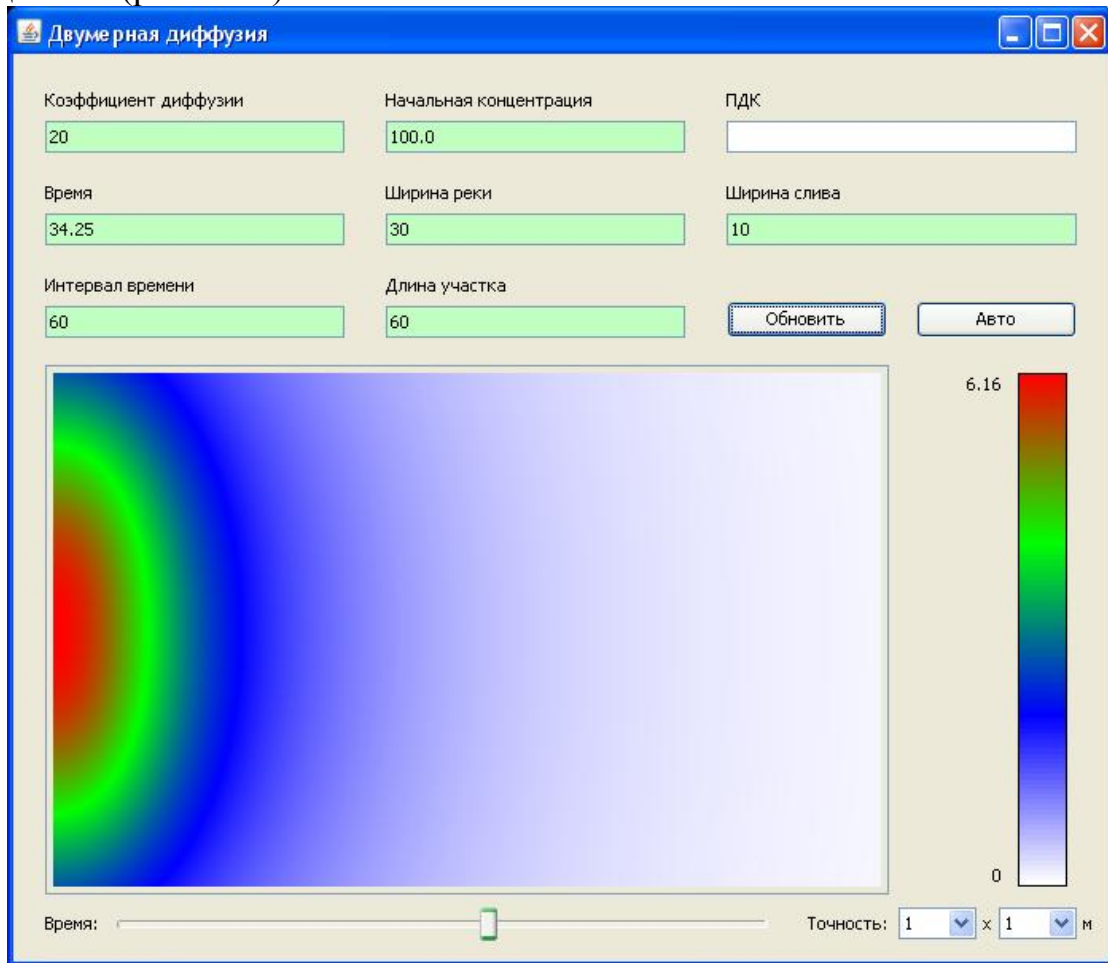 Двумерная диффузия
Коэффициент диффузии Начальная концентрация ПДК
20 100.0
Время Ширина реки Ширина слива
34.25 30 10
Интервал времени Длина участка
60 60 Обновить Авто
6.16
0
Время: Точность: 1 x 1 м